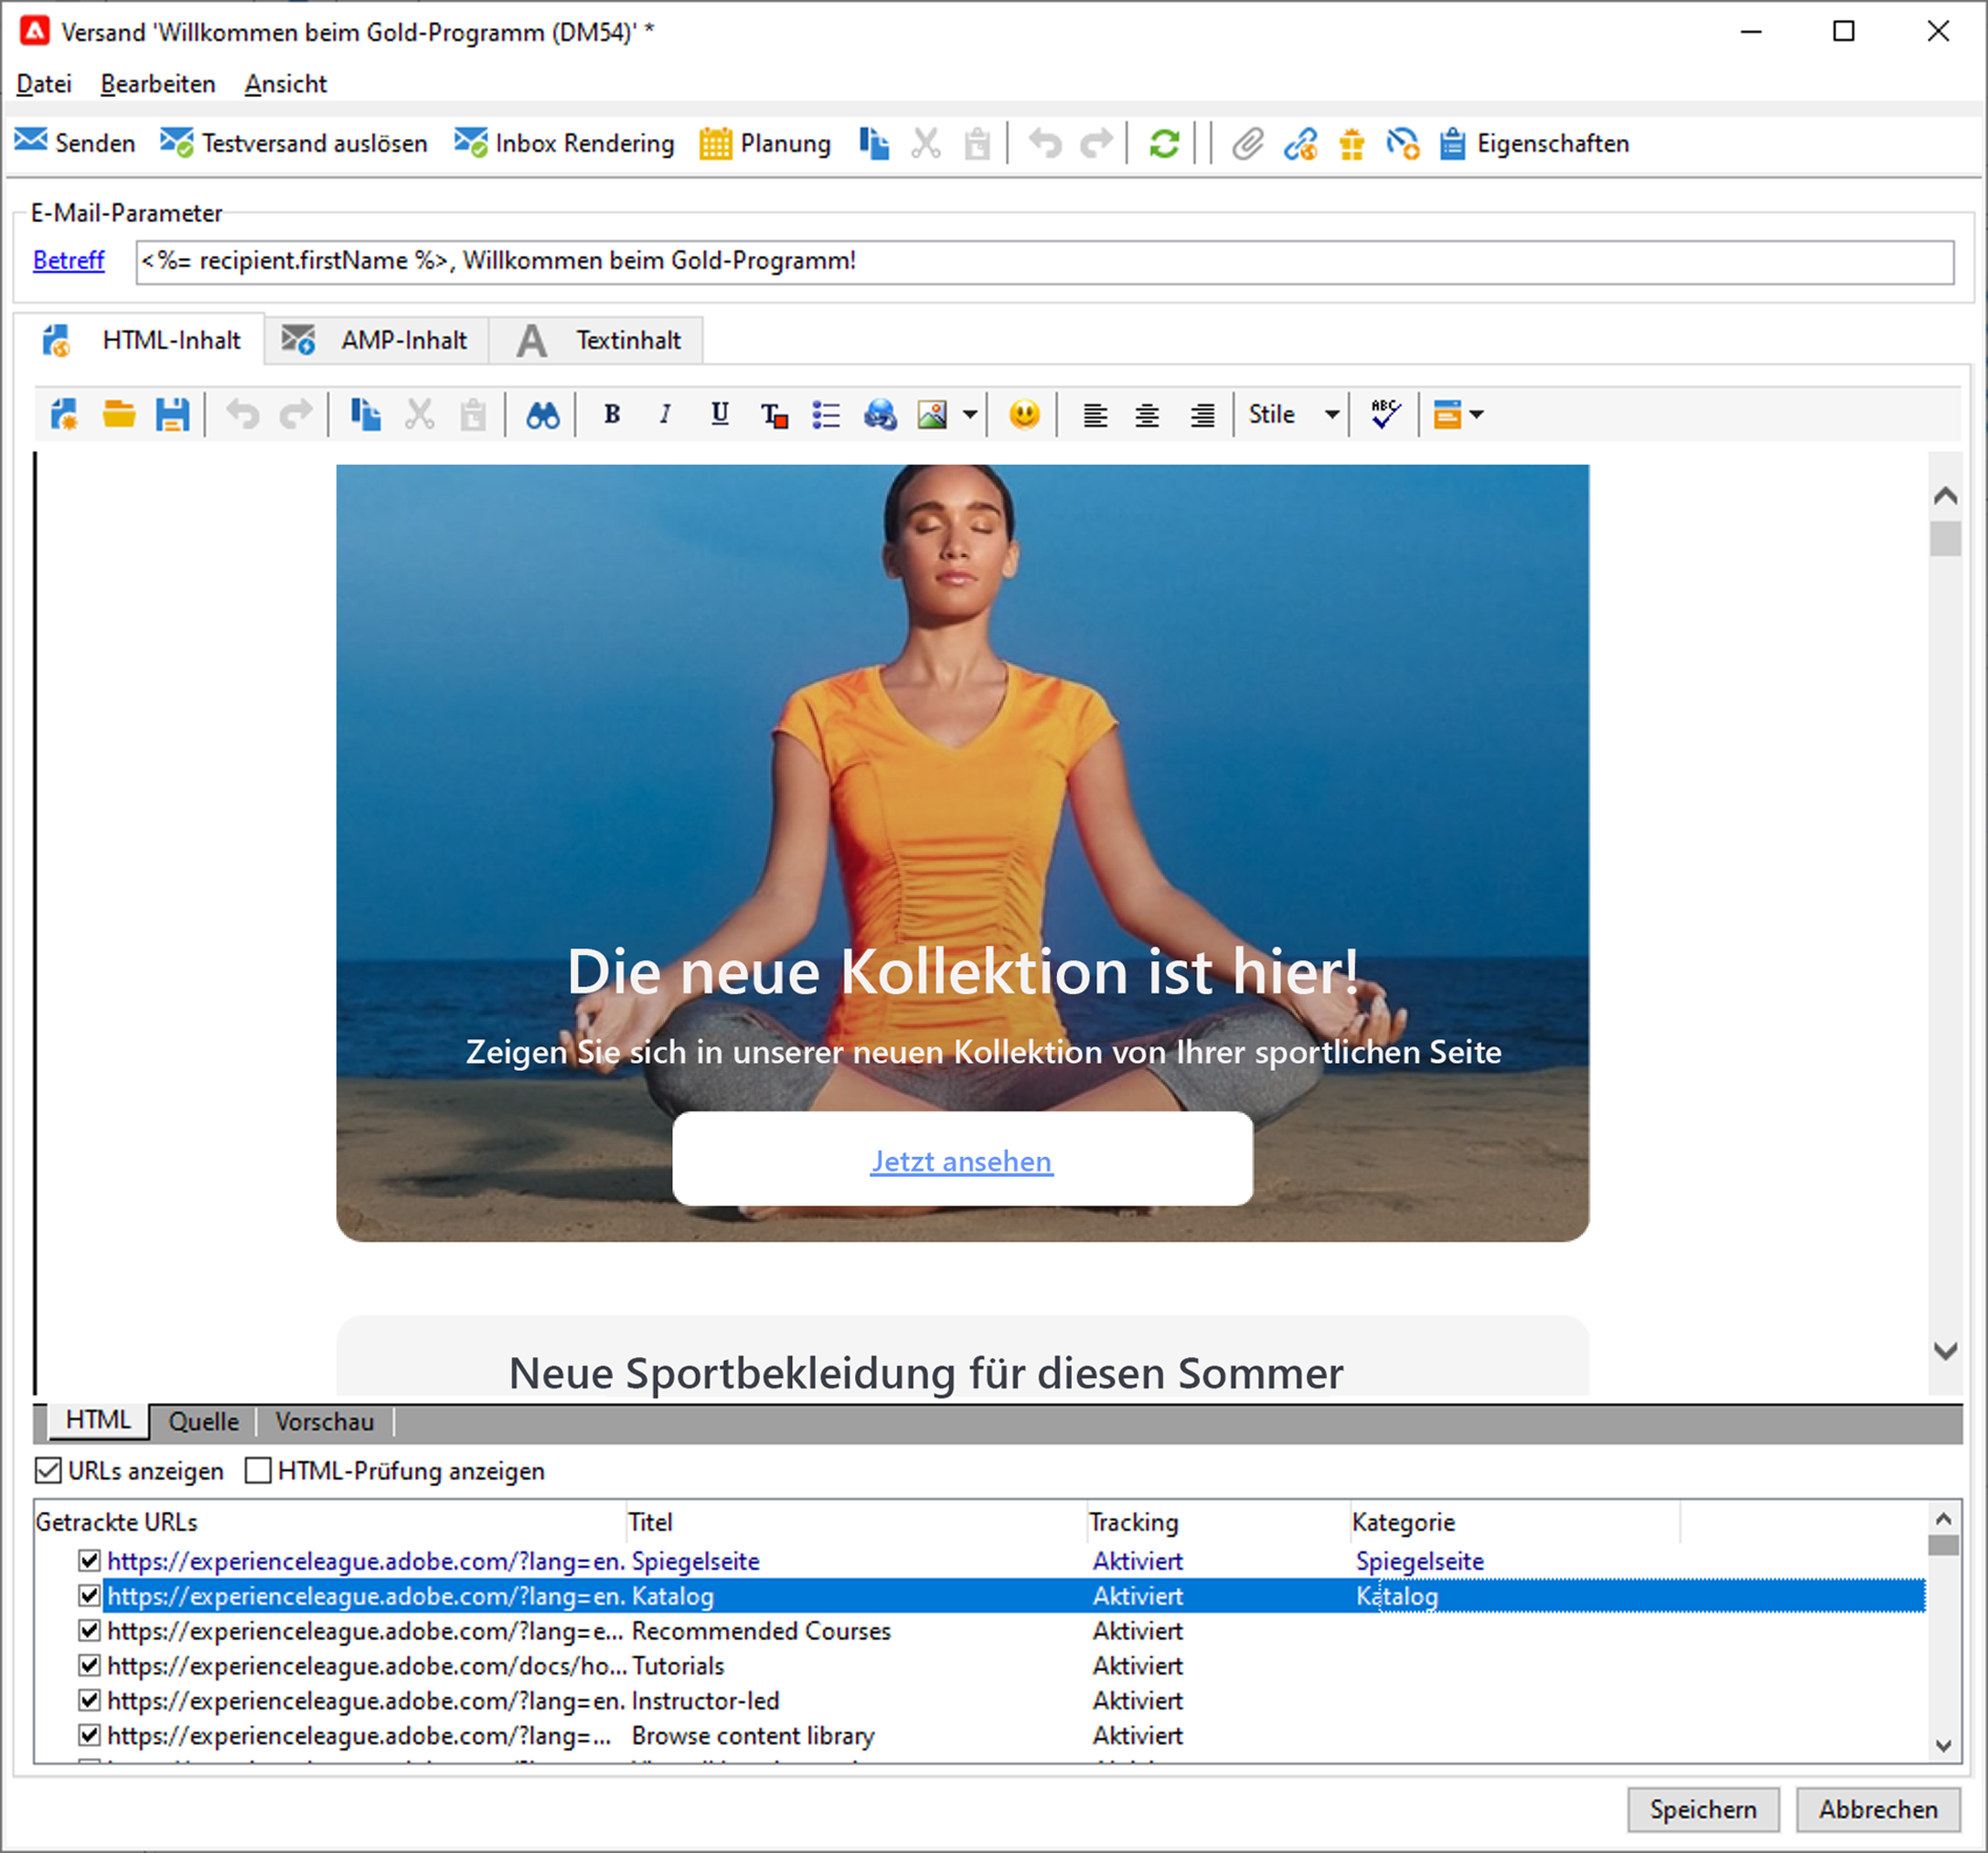 Versand 'Willkommen beim Gold-Programm (DM54)' *
Datei Bearbeiten Ansicht
Senden Testversand auslösen Inbox Rendering Planung Eigenschaften
E-Mail-Parameter
Betreff <%= recipient.firstName %>, Willkommen beim Gold-Programm!
HTML-Inhalt AMP-Inhalt A Textinhalt
B I U T Stile ABC
Die neue Kollektion ist hier!
Zeigen Sie sich in unserer neuen Kollektion von Ihrer sportlichen Seite
Jetzt ansehen
Neue Sportbekleidung für diesen Sommer
HTML Quelle Vorschau
URLs anzeigen HTML-Prüfung anzeigen
Getrackte URLs Titel Tracking Kategorie
https://experienceleague.adobe.com/?lang=en. Spiegelseite Aktiviert Spiegelseite
https://experienceleague.adobe.com/?lang=en. Katalog Aktiviert Katalog
https://experienceleague.adobe.com/?lang=e... Recommended Courses Aktiviert
https://experienceleague.adobe.com/docs/ho... Tutorials Aktiviert
https://experienceleague.adobe.com/?lang=en. Instructor-led Aktiviert
https://experienceleague.adobe.com/?lang=... Browse content library Aktiviert
Speichern Abbrechen